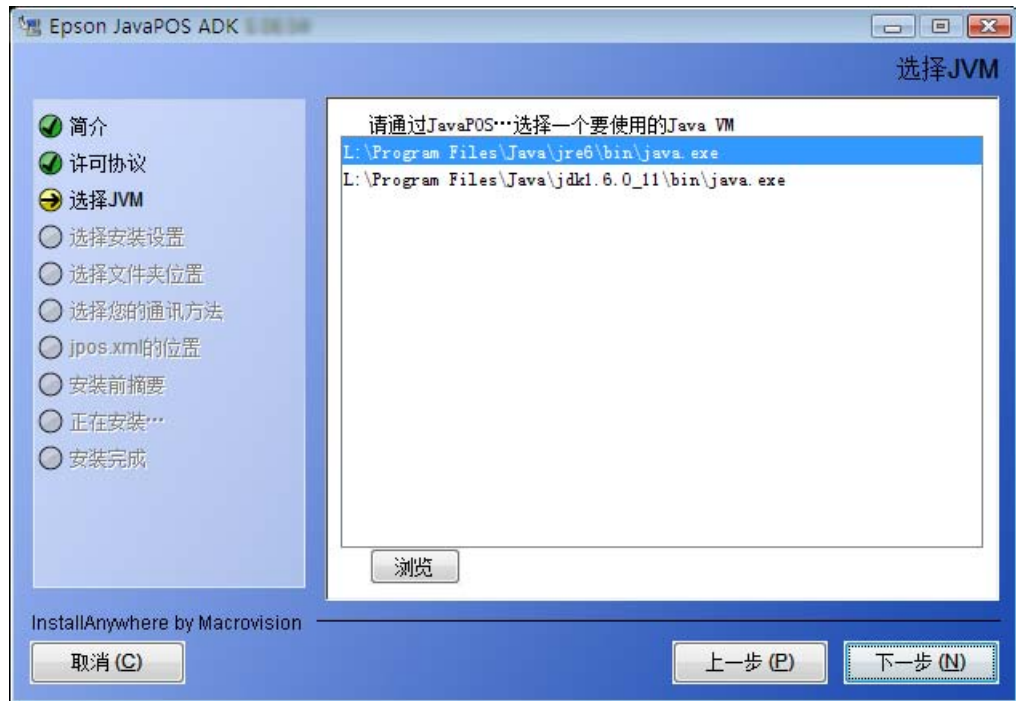 Epson JavaPOS ADK
选择JVM
简介
许可协议
选择JVM
选择安装设置
选择文件夹位置
选择您的通讯方法
jpos.xml的位置
安装前摘要
正在安装…
安装完成
请通过JavaPOS…选择一个要使用的Java VM
L:\Program Files\Java\jre6\bin\java.exe
L:\Program Files\Java\jdk1.6.0_11\bin\java.exe
浏览
InstallAnywhere by Macrovision
取消(C)
上一步(P)
下一步(N)